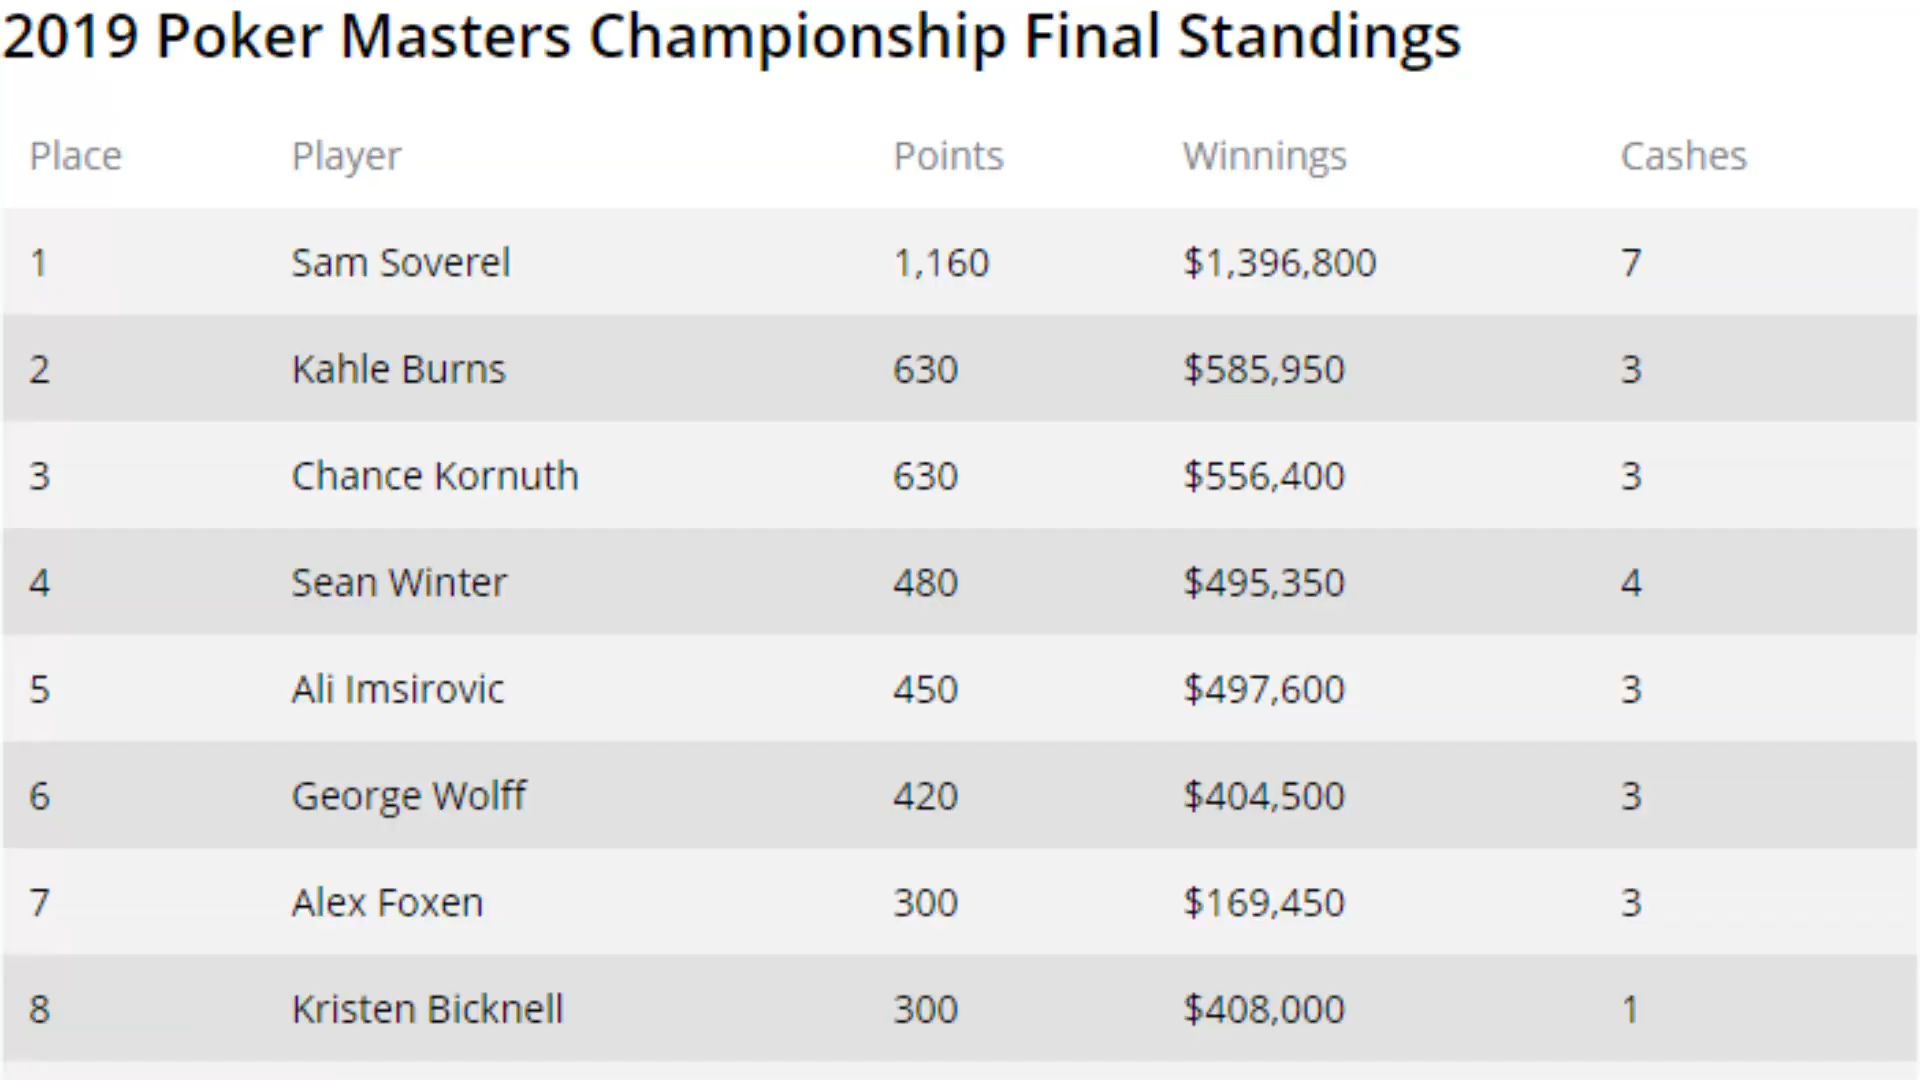 2019 Poker Masters Championship Final Standings
Place Player Points Winnings Cashes
1 Sam Soverel 1,160 $1,396,800 7
2 Kahle Burns 630 $585,950 3
3 Chance Kornuth 630 $556,400 3
4 Sean Winter 480 $495,350 4
5 Ali Imsirovic 450 $497,600 3
6 George Wolff 420 $404,500 3
7 Alex Foxen 300 $169,450 3
8 Kristen Bicknell 300 $408,000 1